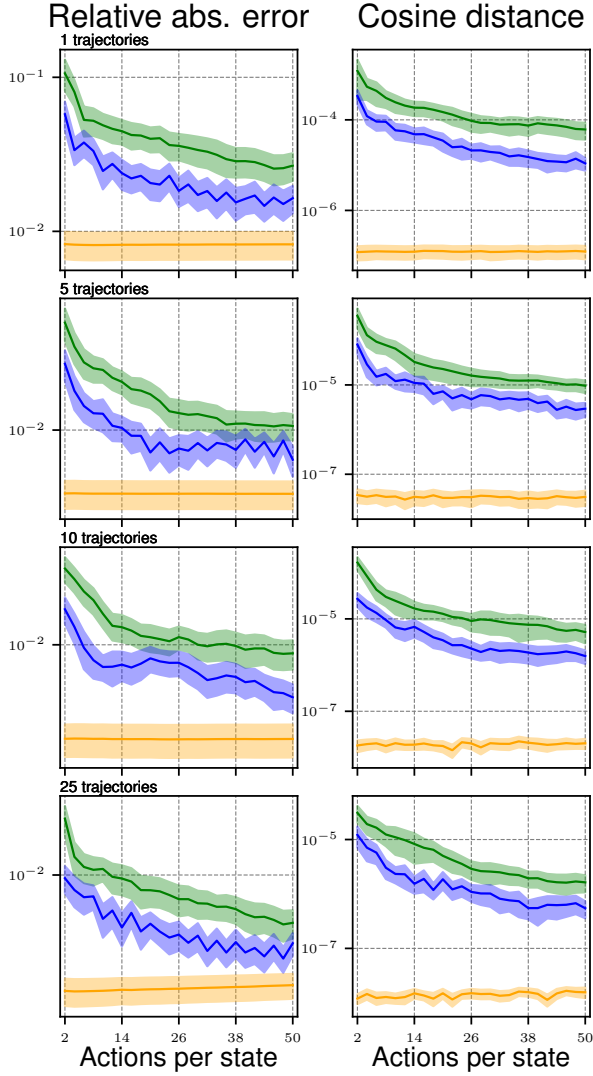 Relative abs. error
Cosine distance
1 trajectories
10⁻¹
10⁻²
10⁻⁴
10⁻⁶
5 trajectories
10⁻²
10⁻⁵
10⁻⁷
10 trajectories
10⁻²
10⁻⁵
10⁻⁷
25 trajectories
10⁻²
10⁻⁵
10⁻⁷
2 14 26 38 50
2 14 26 38 50
Actions per state
Actions per state